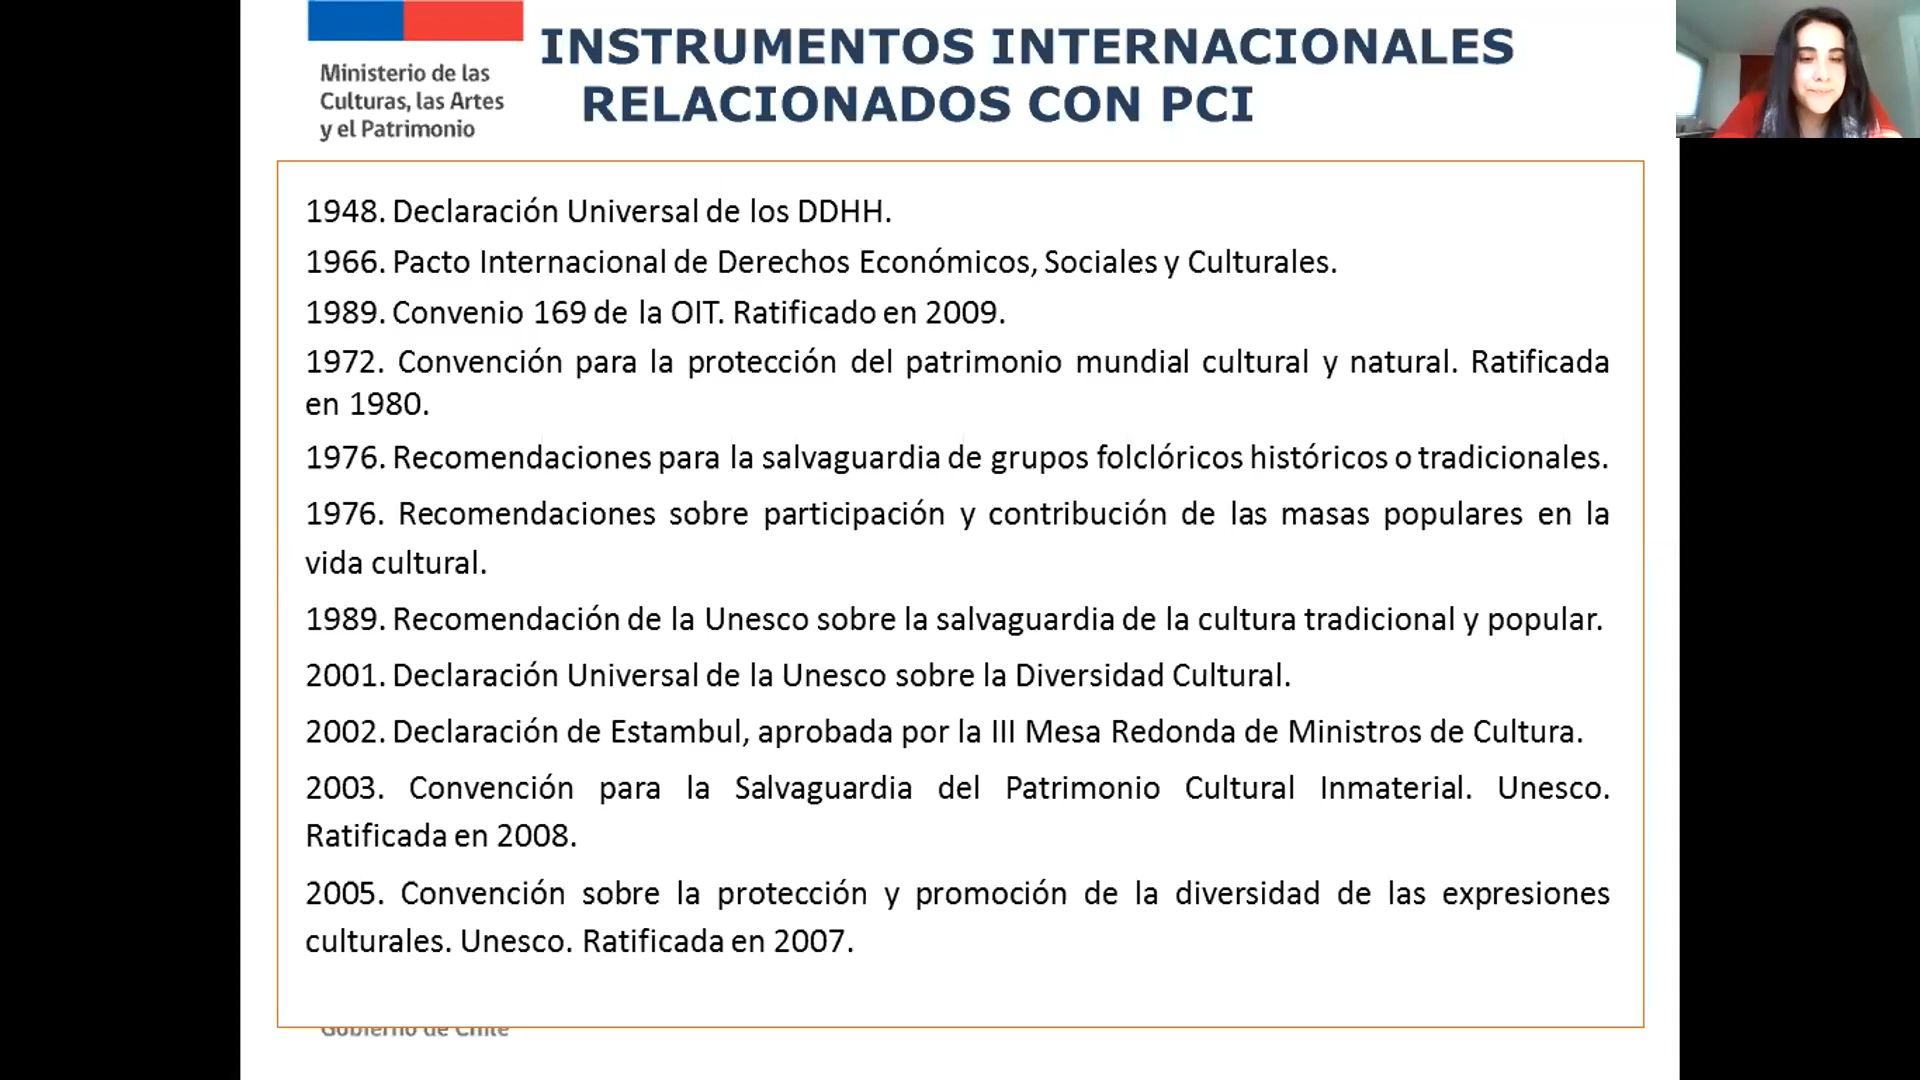 INSTRUMENTOS INTERNACIONALES
RELACIONADOS CON PCI
Ministerio de las
Culturas, las Artes
y el Patrimonio
1948. Declaración Universal de los DDHH.
1966. Pacto Internacional de Derechos Económicos, Sociales y Culturales.
1989. Convenio 169 de la OIT. Ratificado en 2009.
1972. Convención para la protección del patrimonio mundial cultural y natural. Ratificada
en 1980.
1976. Recomendaciones para la salvaguardia de grupos folclóricos históricos o tradicionales.
1976. Recomendaciones sobre participación y contribución de las masas populares en la
vida cultural.
1989. Recomendación de la Unesco sobre la salvaguardia de la cultura tradicional y popular.
2001. Declaración Universal de la Unesco sobre la Diversidad Cultural.
2002. Declaración de Estambul, aprobada por la III Mesa Redonda de Ministros de Cultura.
2003. Convención para la Salvaguardia del Patrimonio Cultural Inmaterial. Unesco.
Ratificada en 2008.
2005. Convención sobre la protección y promoción de la diversidad de las expresiones
culturales. Unesco. Ratificada en 2007.
Gobierno de Chile